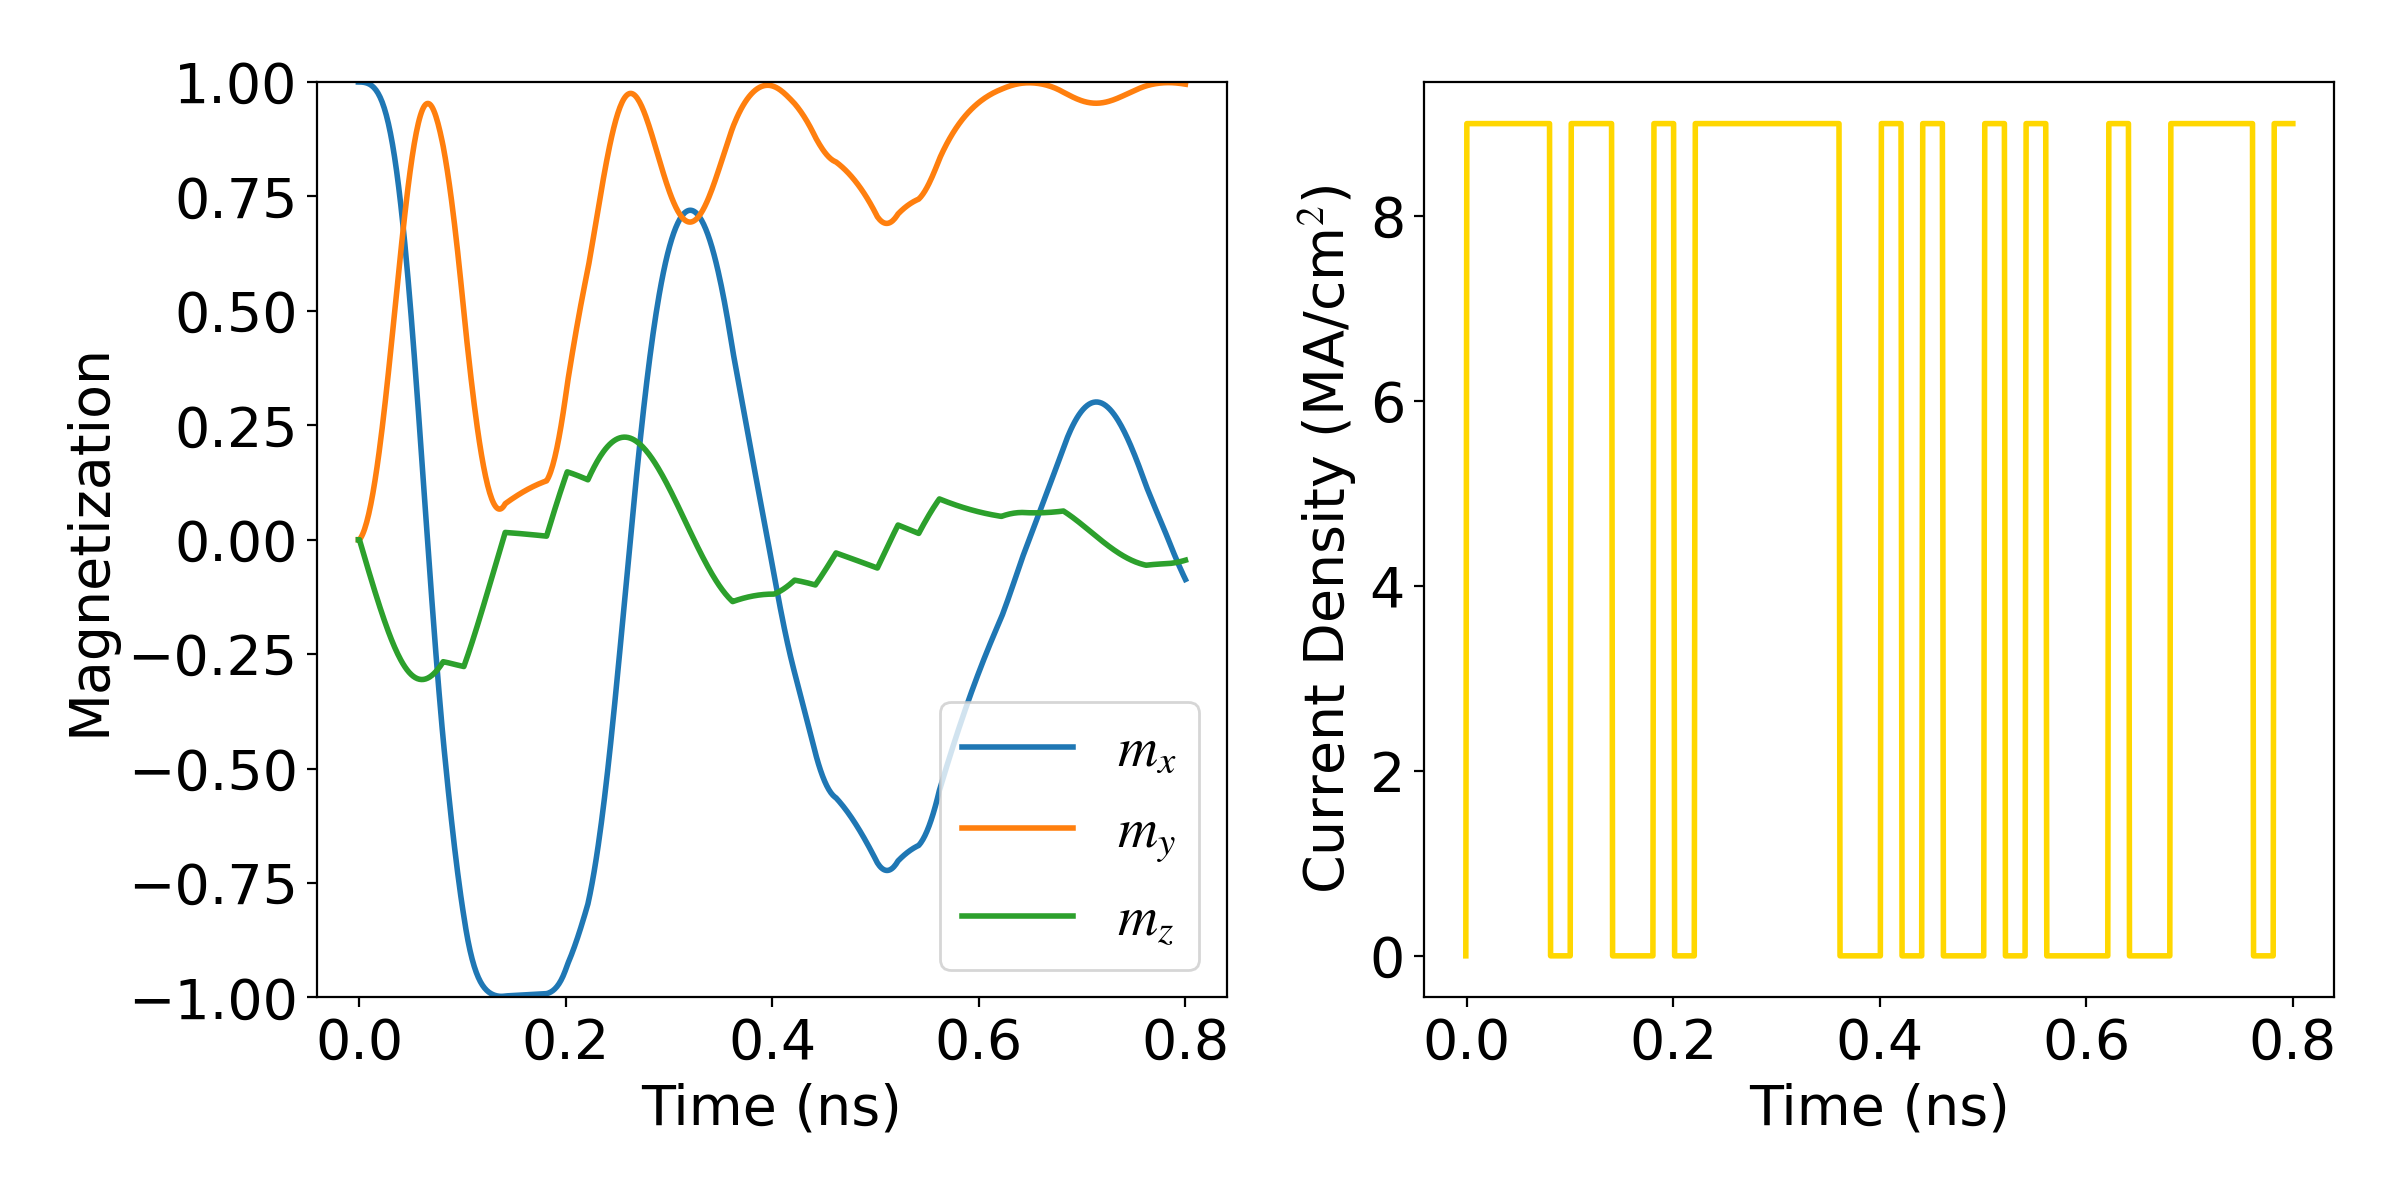 1.00
0.75
0.50
0.25
0.00
−0.25
−0.50
−0.75
−1.00
Magnetization
0.0 0.2 0.4 0.6 0.8
Time (ns)
m_x
m_y
m_z
8
6
4
2
0
Current Density (MA/cm²)
0.0 0.2 0.4 0.6 0.8
Time (ns)